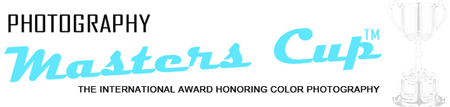 PHOTOGRAPHY
Masters Cup™
THE INTERNATIONAL AWARD HONORING COLOR PHOTOGRAPHY